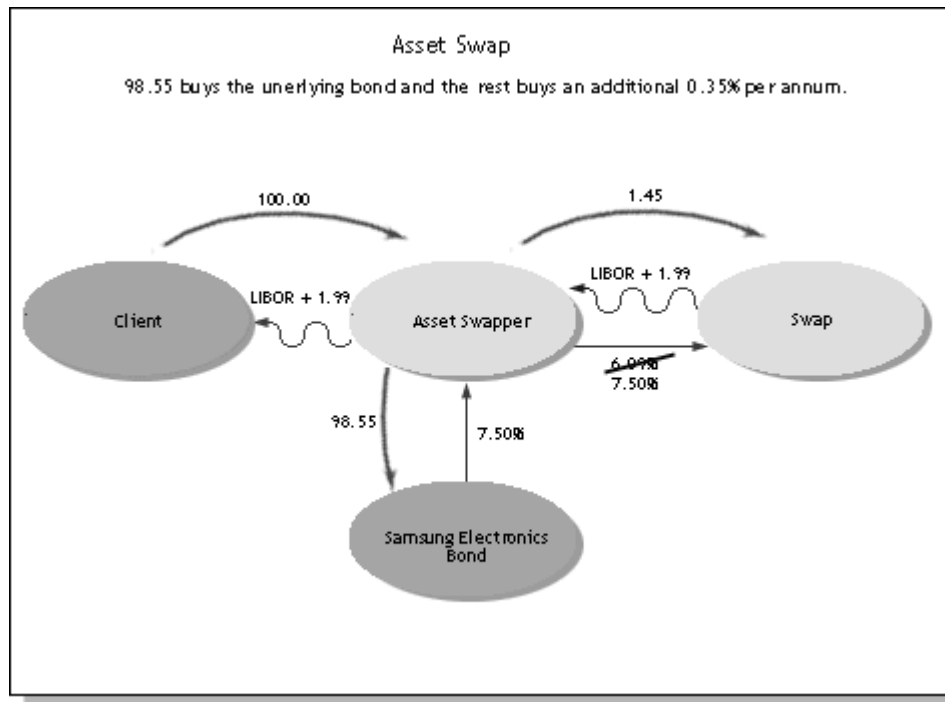 Asset Swap
98.55 buys the unerlying bond and the rest buys an additional 0.35% per annum.
100.00
1.45
LIBOR + 1.99
LIBOR + 1.99
Client
Asset Swapper
Swap
6.09%
7.50%
98.55
7.50%
Samsung Electronics
Bond